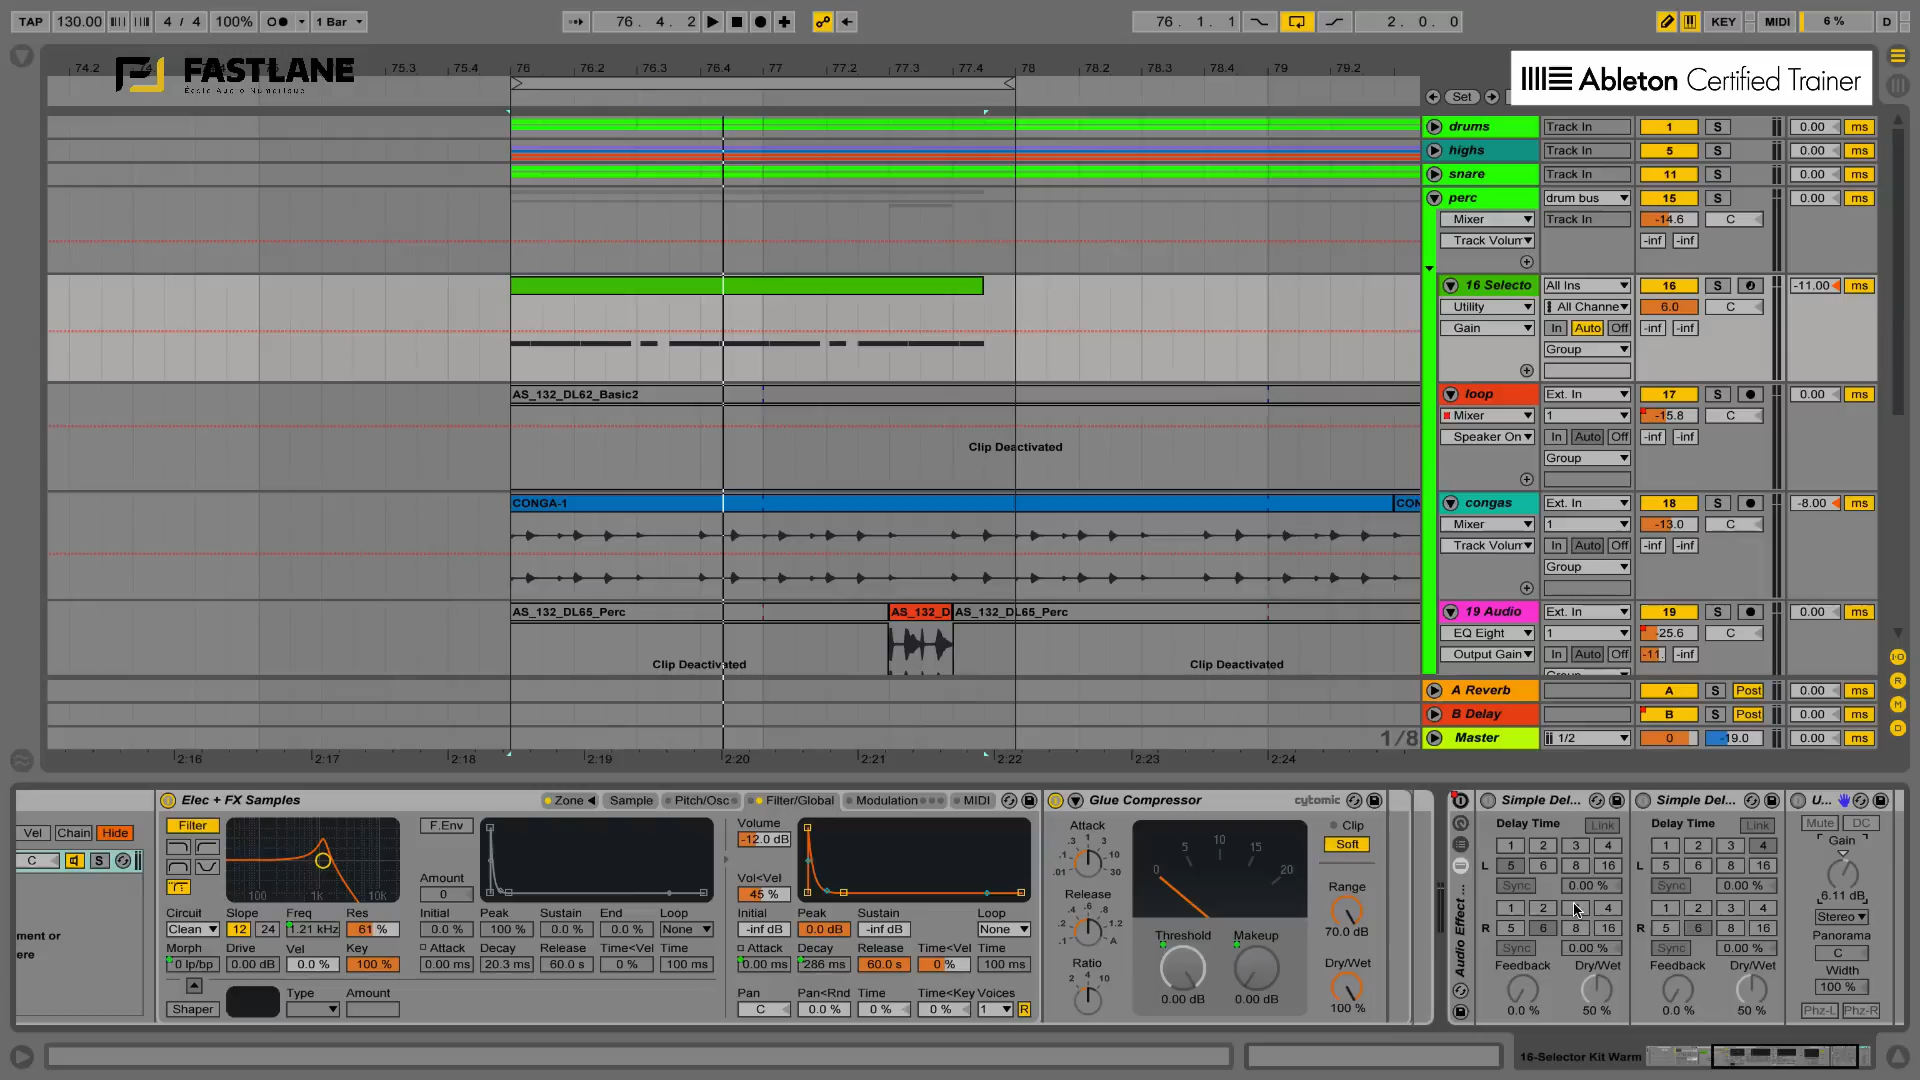 TAP 130.00 4 / 4 100% 1 Bar 76. 4. 2 76. 1. 1 2. 0. 0 KEY MIDI 6 % D
FASTLANE
École Audio Numérique
Ableton Certified Trainer
74.2 75.3 75.4 76 76.2 76.3 76.4 77 77.2 77.3 77.4 78 78.2 78.3 78.4 79 79.2
Set
drums Track In 1 S 0.00 ms
highs Track In 5 S 0.00 ms
snare Track In 11 S 0.00 ms
perc drum bus 15 S 0.00 ms
Mixer Track In -14.6 C
Track Volum -inf -inf
16 Selecto All Ins 16 S -11.00 ms
Utility All Channe 6.0 C
Gain In Auto Off -inf -inf
Group
AS_132_DL62_Basic2 loop Ext. In 17 S 0.00 ms
Mixer 1 -15.8 C
Speaker On In Auto Off -inf -inf
Clip Deactivated
Group
CONGA-1 CON congas Ext. In 18 S -8.00 ms
Mixer 1 -13.0 C
Track Volum In Auto Off -inf -inf
Group
AS_132_DL65_Perc AS_132_D AS_132_DL65_Perc 19 Audio Ext. In 19 S 0.00 ms
EQ Eight 1 -25.6 C
Output Gain In Auto Off -11. -inf
Clip Deactivated Clip Deactivated
A Reverb A S Post 0.00 ms
B Delay B S Post 0.00 ms
1/8 Master 1/2 0 -19.0 0.00 ms
2:16 2:17 2:18 2:19 2:20 2:21 2:22 2:23 2:24
Elec + FX Samples Zone Sample Pitch/Osc Filter/Global Modulation MIDI
Vel Chain Hide
C S
ment or
ere
Filter
100 1K 10K
Circuit Slope Freq Res
Clean 12 24 1.21 kHz 61 %
Morph Drive Vel Key
0 lp/bp 0.00 dB 0.0 % 100 %
Shaper Type Amount
F.Env
Amount
0
Initial Peak Sustain End Loop
0.0 % 100 % 0.0 % 0.0 % None
Attack Decay Release Time<Vel Time
0.00 ms 20.3 ms 60.0 s 0 % 100 ms
Volume
-12.0 dB
Vol<Vel
45 %
Initial Peak Sustain Loop
-inf dB 0.0 dB -inf dB None
Attack Decay Release Time<Vel Time
0.00 ms 286 ms 60.0 s 0 % 100 ms
Pan Pan<Rnd Time Time<Key Voices
C 0.0 % 0 % 0 % 1 R
Glue Compressor cytomic
Attack
.3 1 3
.1 10
.01 30
Release
.4 .6 .8
.2 1.2
.1 A
Ratio
2 4 10
0 5 10 15 20
Threshold Makeup
0.00 dB 0.00 dB
Clip
Soft
Range
70.0 dB
Dry/Wet
100 %
Audio Effect ...
Simple Del...
Delay Time Link
1 2 3 4
L 5 6 8 16
Sync 0.00 %
1 2 3 4
R 5 6 8 16
Sync 0.00 %
Feedback Dry/Wet
0.0 % 50 %
Simple Del...
Delay Time Link
1 2 3 4
L 5 6 8 16
Sync 0.00 %
1 2 3 4
R 5 6 8 16
Sync 0.00 %
Feedback Dry/Wet
0.0 % 50 %
U...
Mute DC
Gain
6.11 dB
Stereo
Panorama
C
Width
100 %
Phz-L Phz-R
16-Selector Kit Warm